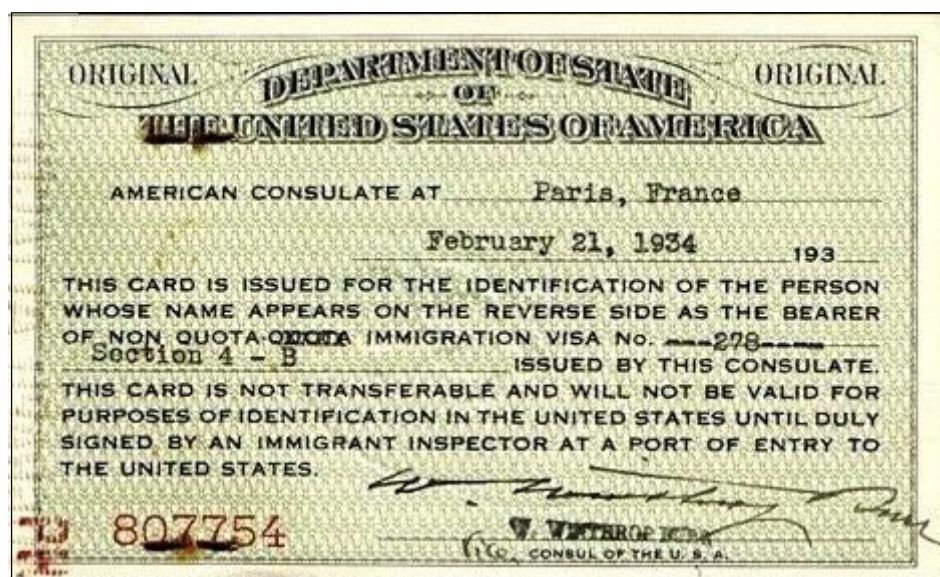 ORIGINAL DEPARTMENT OF STATE ORIGINAL
OF
THE UNITED STATES OF AMERICA
AMERICAN CONSULATE AT Paris, France
February 21, 1934 193
THIS CARD IS ISSUED FOR THE IDENTIFICATION OF THE PERSON
WHOSE NAME APPEARS ON THE REVERSE SIDE AS THE BEARER
OF NON QUOTA-QUOTA IMMIGRATION VISA No. ---278----
Section 4 - B ISSUED BY THIS CONSULATE.
THIS CARD IS NOT TRANSFERABLE AND WILL NOT BE VALID FOR
PURPOSES OF IDENTIFICATION IN THE UNITED STATES UNTIL DULY
SIGNED BY AN IMMIGRANT INSPECTOR AT A PORT OF ENTRY TO
THE UNITED STATES.
807754 W. WINTHROP
Vice CONSUL OF THE U. S. A.